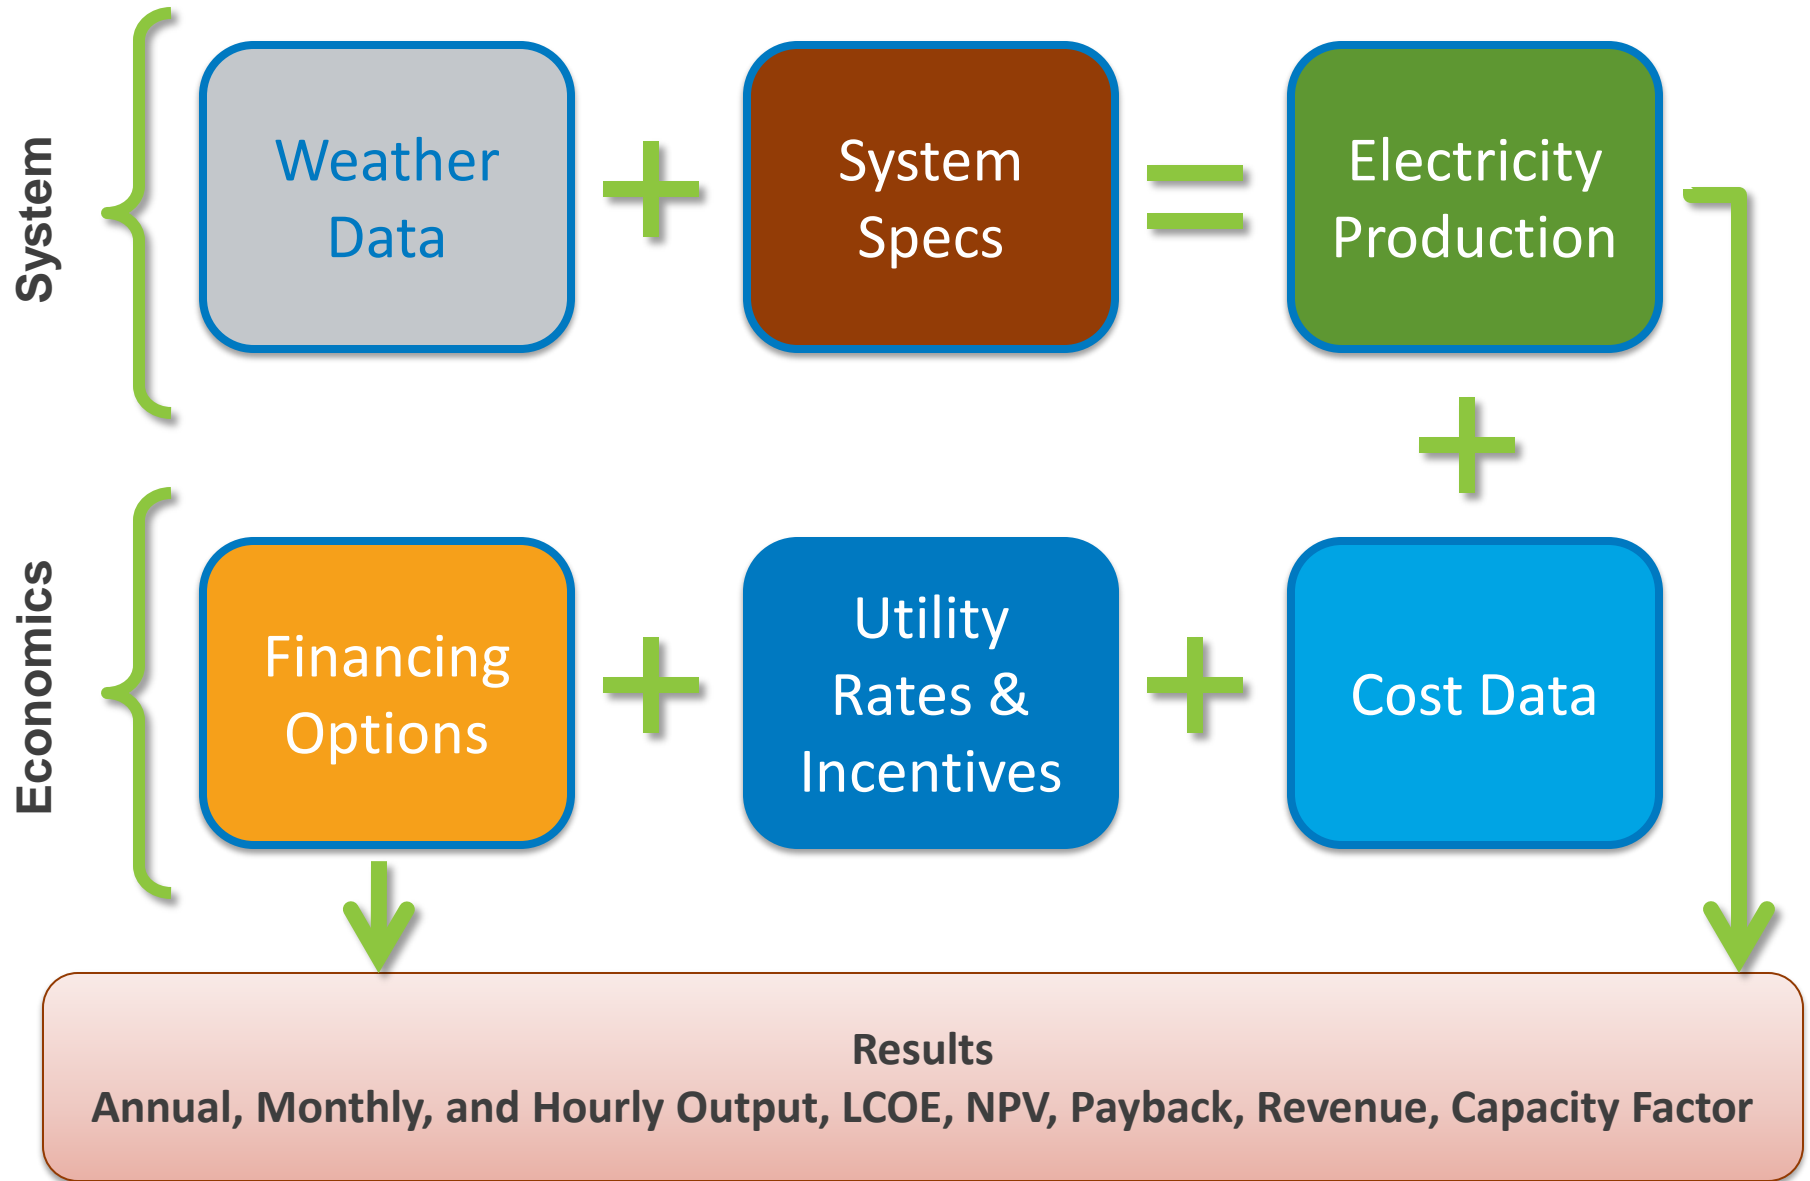 System
Weather
Data
+
System
Specs
=
Electricity
Production
+
Economics
Financing
Options
+
Utility
Rates &
Incentives
+
Cost Data
Results
Annual, Monthly, and Hourly Output, LCOE, NPV, Payback, Revenue, Capacity Factor